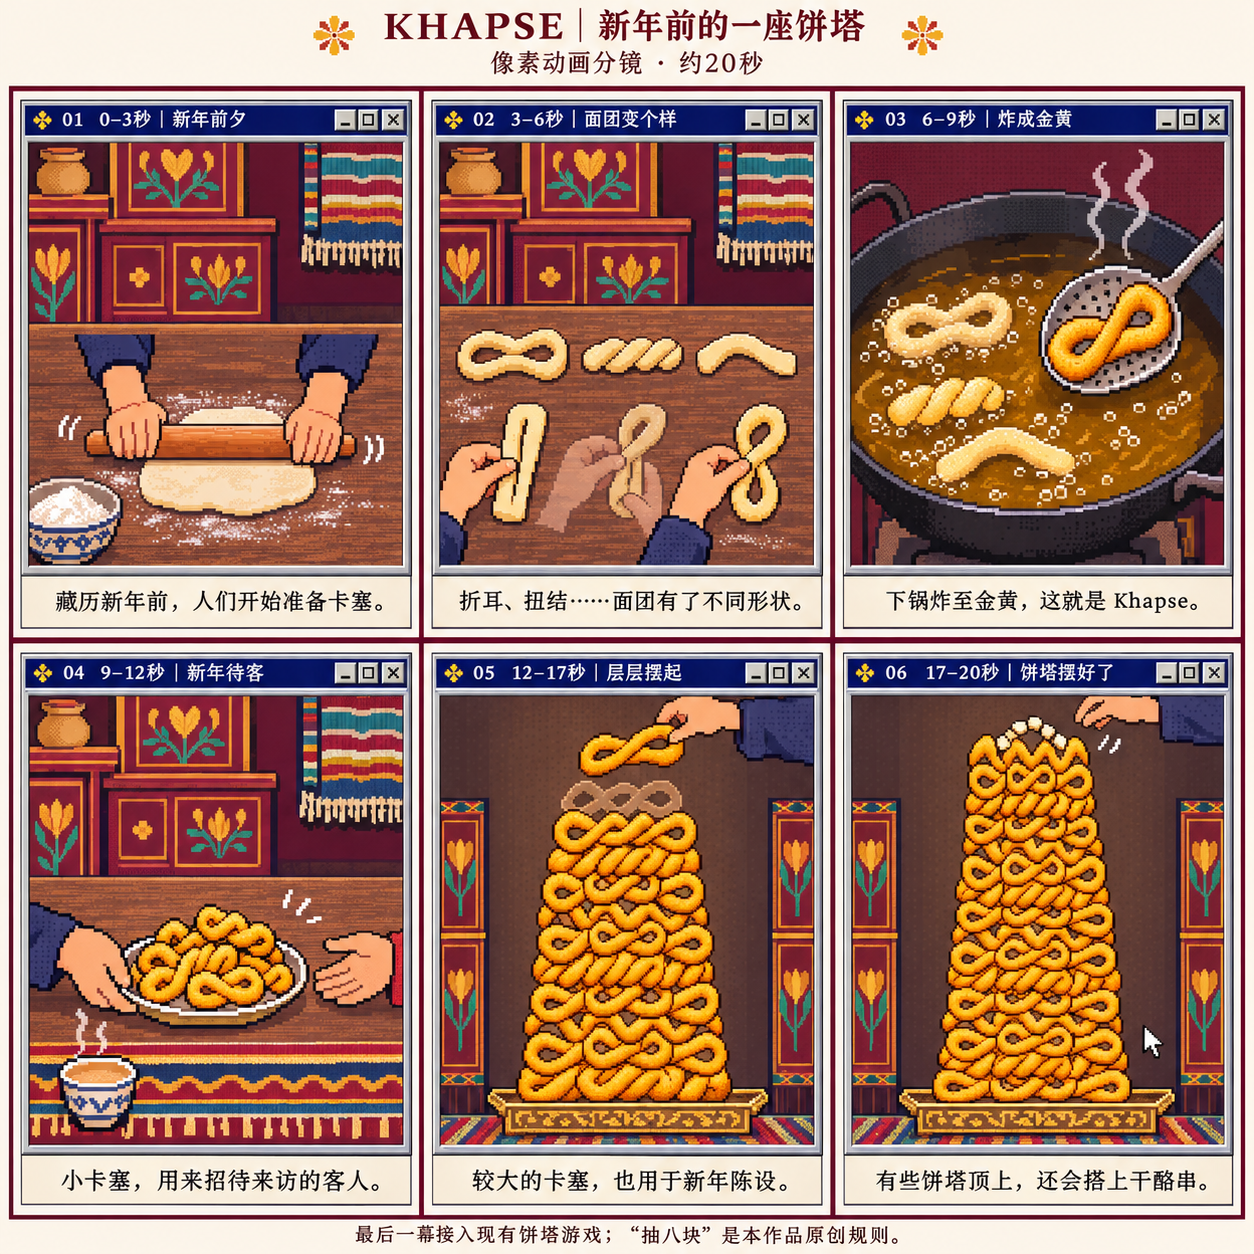 KHAPSE｜新年前的一座饼塔
像素动画分镜 · 约20秒
01 0–3秒｜新年前夕
02 3–6秒｜面团变个样
03 6–9秒｜炸成金黄
藏历新年前，人们开始准备卡塞。
折耳、扭结……面团有了不同形状。
下锅炸至金黄，这就是 Khapse。
04 9–12秒｜新年待客
05 12–17秒｜层层摆起
06 17–20秒｜饼塔摆好了
小卡塞，用来招待来访的客人。
较大的卡塞，也用于新年陈设。
有些饼塔顶上，还会搭上干酪串。
最后一幕接入现有饼塔游戏；“抽八块”是本作品原创规则。